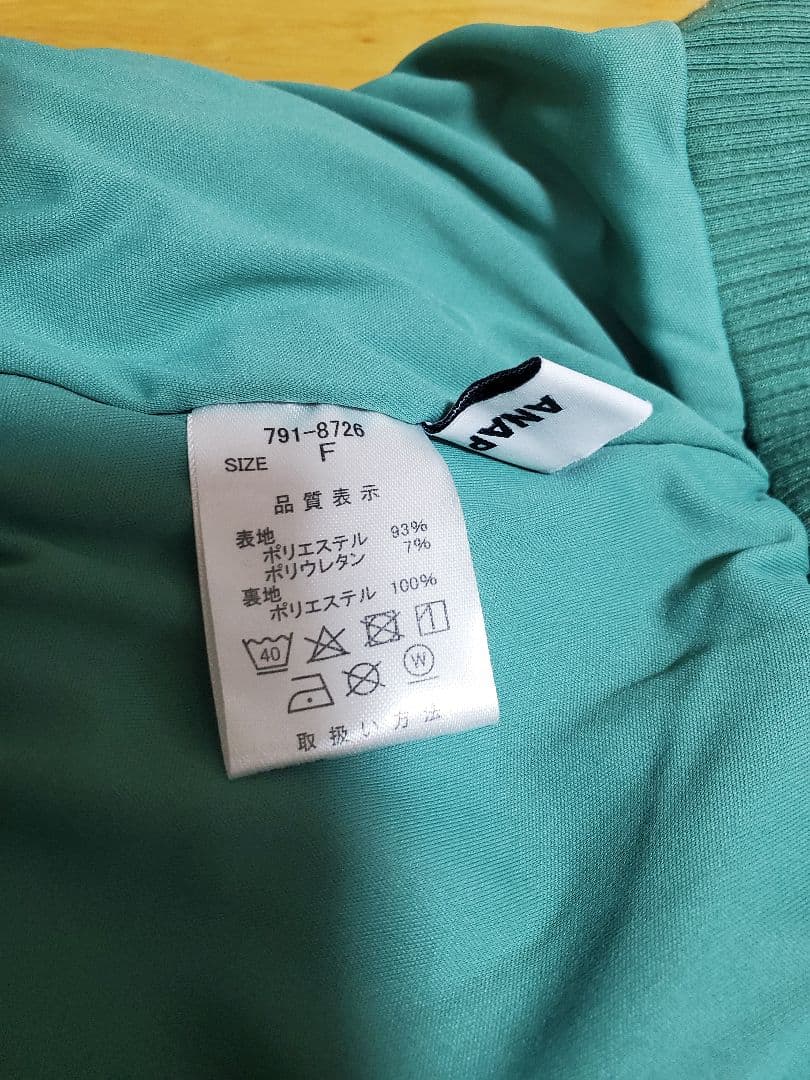 791-8726
SIZE F
品質表示
表地
ポリエステル 93%
ポリウレタン 7%
裏地
ポリエステル 100%
40
W
取扱い方法
ANAP